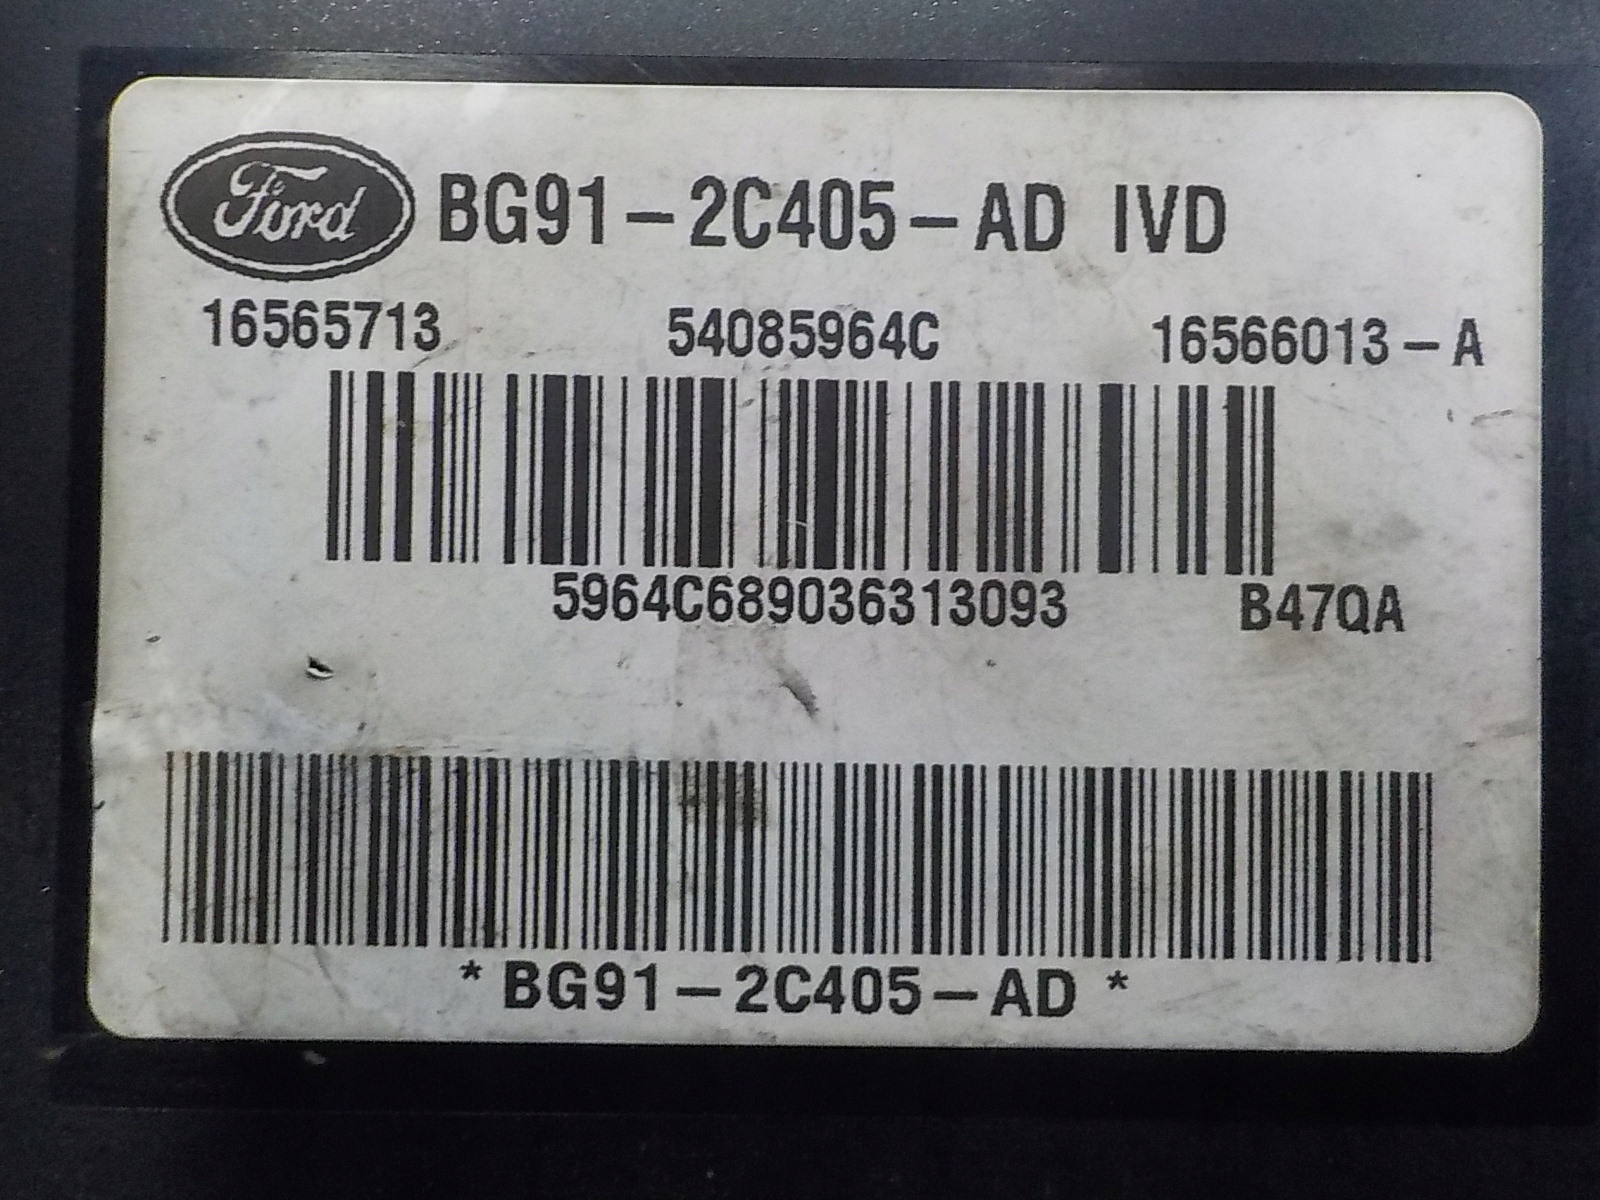 Ford BG91-2C405-AD IVD
16565713 54085964C 16566013-A
5964C689036313093 B47QA
*BG91-2C405-AD*